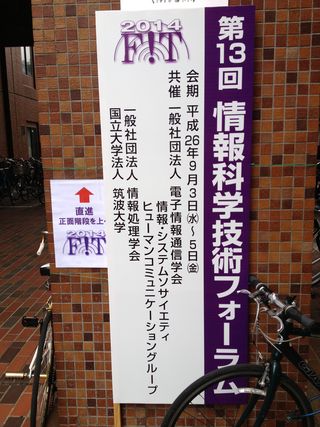 2014
FIT
第13回 情報科学技術フォーラム
会期 平成26年9月3日㈬～5日㈮
共催 一般社団法人 電子情報通信学会
情報・システムソサイエティ
ヒューマンコミュニケーショングループ
一般社団法人 情報処理学会
国立大学法人 筑波大学
直進
正面階段を上
2014
FIT